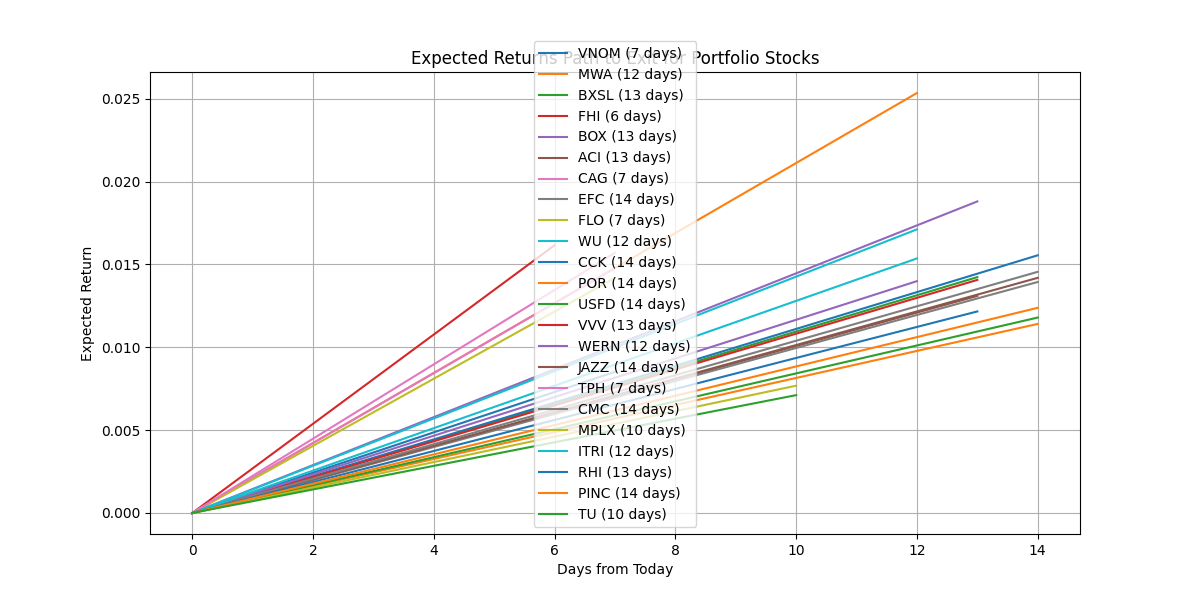 Expected Returns Path to Exit for Portfolio Stocks
VNOM (7 days)
MWA (12 days)
BXSL (13 days)
FHI (6 days)
BOX (13 days)
ACI (13 days)
CAG (7 days)
EFC (14 days)
FLO (7 days)
WU (12 days)
CCK (14 days)
POR (14 days)
USFD (14 days)
VVV (13 days)
WERN (12 days)
JAZZ (14 days)
TPH (7 days)
CMC (14 days)
MPLX (10 days)
ITRI (12 days)
RHI (13 days)
PINC (14 days)
TU (10 days)
Expected Return
0.025
0.020
0.015
0.010
0.005
0.000
0 2 4 6 8 10 12 14
Days from Today